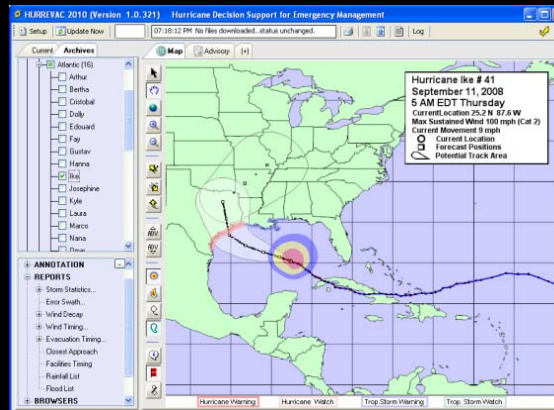 HURREVAC 2010 (Version 1.0.321) Hurricane Decision Support for Emergency Management
Setup Update Now 07:18:12 PM No files downloaded...status unchanged. Log
Current Archives Map Advisory [+]
Atlantic (16)
Arthur
Bertha
Cristobal
Dolly
Edouard
Fay
Gustav
Hanna
Ike
Josephine
Kyle
Laura
Marco
Nana
Omar
ANNOTATION
REPORTS
Storm Statistics...
Error Swath...
Wind Decay
Wind Timing...
Evacuation Timing...
Closest Approach
Facilities Timing
Rainfall List
Flood List
BROWSERS
Hurricane Ike # 41
September 11, 2008
5 AM EDT Thursday
Current Location 25.2 N 87.6 W
Max Sustained Wind 100 mph (Cat 2)
Current Movement 9 mph
Current Location
Forecast Positions
Potential Track Area
Hurricane Warning Hurricane Watch Trop.Storm Warning Trop.Storm Watch